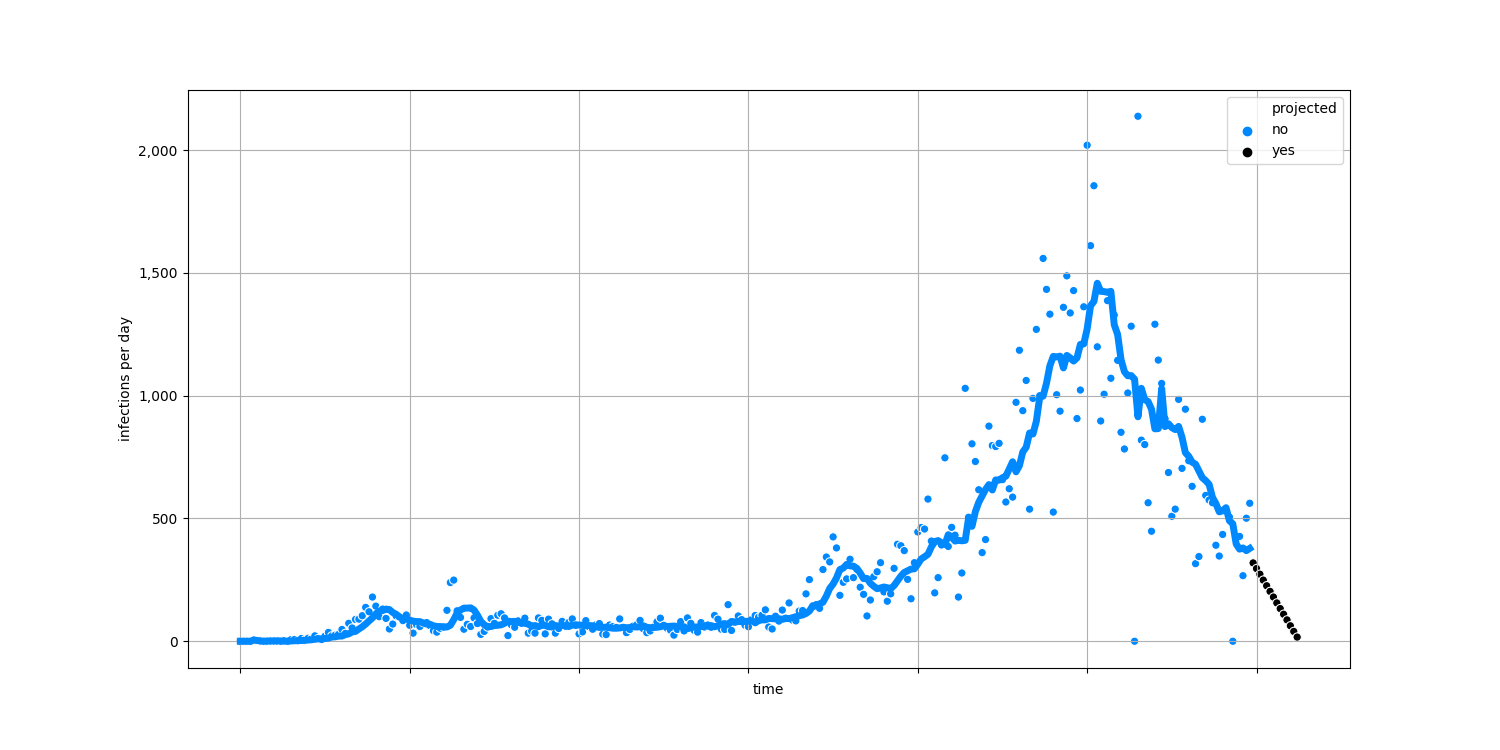 projected
no
yes
2,000
1,500
1,000
500
0
infections per day
time